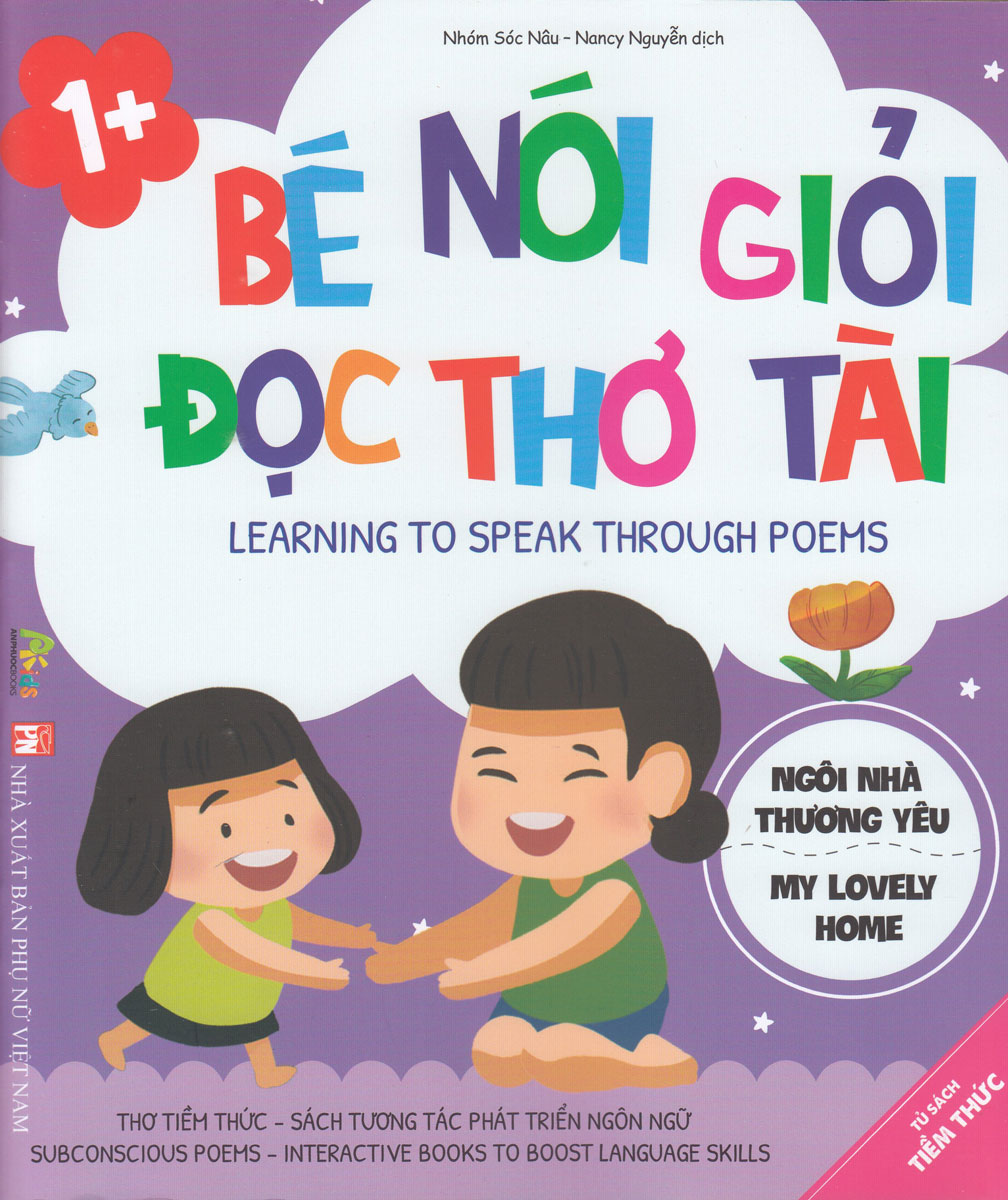 Nhóm Sóc Nâu – Nancy Nguyễn dịch
1+
BÉ NÓI GIỎI
ĐỌC THƠ TÀI
LEARNING TO SPEAK THROUGH POEMS
NGÔI NHÀ
THƯƠNG YÊU
MY LOVELY
HOME
PKids
ANPHUOCBOOKS
PN
NHÀ XUẤT BẢN PHỤ NỮ VIỆT NAM
THƠ TIỀM THỨC – SÁCH TƯƠNG TÁC PHÁT TRIỂN NGÔN NGỮ
SUBCONSCIOUS POEMS – INTERACTIVE BOOKS TO BOOST LANGUAGE SKILLS
TỦ SÁCH
TIỀM THỨC